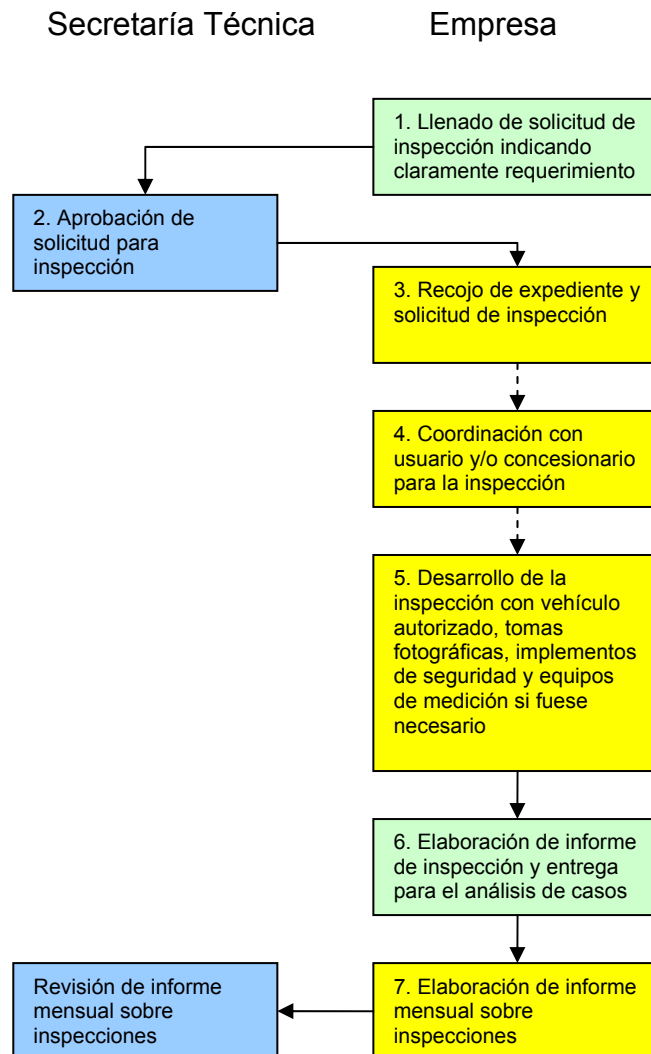 Secretaría Técnica
Empresa
1. Llenado de solicitud de
inspección indicando
claramente requerimiento
2. Aprobación de
solicitud para
inspección
3. Recojo de expediente y
solicitud de inspección
4. Coordinación con
usuario y/o concesionario
para la inspección
5. Desarrollo de la
inspección con vehículo
autorizado, tomas
fotográficas, implementos
de seguridad y equipos
de medición si fuese
necesario
6. Elaboración de informe
de inspección y entrega
para el análisis de casos
Revisión de informe
mensual sobre
inspecciones
7. Elaboración de informe
mensual sobre
inspecciones